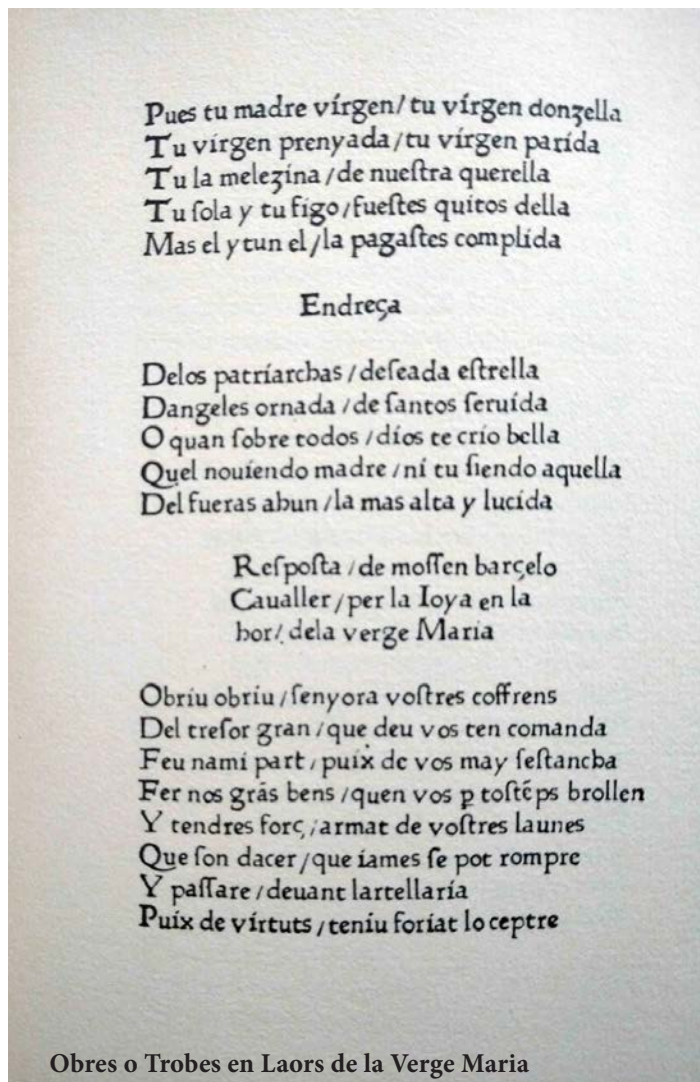 Pues tu madre vírgen/ tu vírgen donʒella
Tu vírgen prenyada/tu vírgen parída
Tu la meleʒína /de nueſtra querella
Tu ſola y tu figo/fueſtes quitos della
Mas el y tun el/la pagaſtes complída
Endreça
Delos patríarchas /deſeada eſtrella
Dangeles ornada /de ſantos ſeruída
O quan ſobre todos /díos te crío bella
Quel nouíendo madre /ní tu ſíendo aquella
Del fueras ahun /la mas alta y lucída
Reſpoſta /de moſſen barçelo
Caualler /per la Ioya en la
hor/. dela verge María
Obríu obríu /ſenyora voſtres coffrens
Del treſor gran /que deu vos ten comanda
Feu namí part /puix de vos may ſeſtancha
Fer nos grãs bens /quen vos ꝑ toſtẽps brollen
Y tendres forç /armat de voſtres launes
Que ſon dacer /que íames ſe pot rompre
Y paſſare /deuant lartellaría
Puíx de vírtuts /teníu foríat lo ceptre
Obres o Trobes en Laors de la Verge Maria